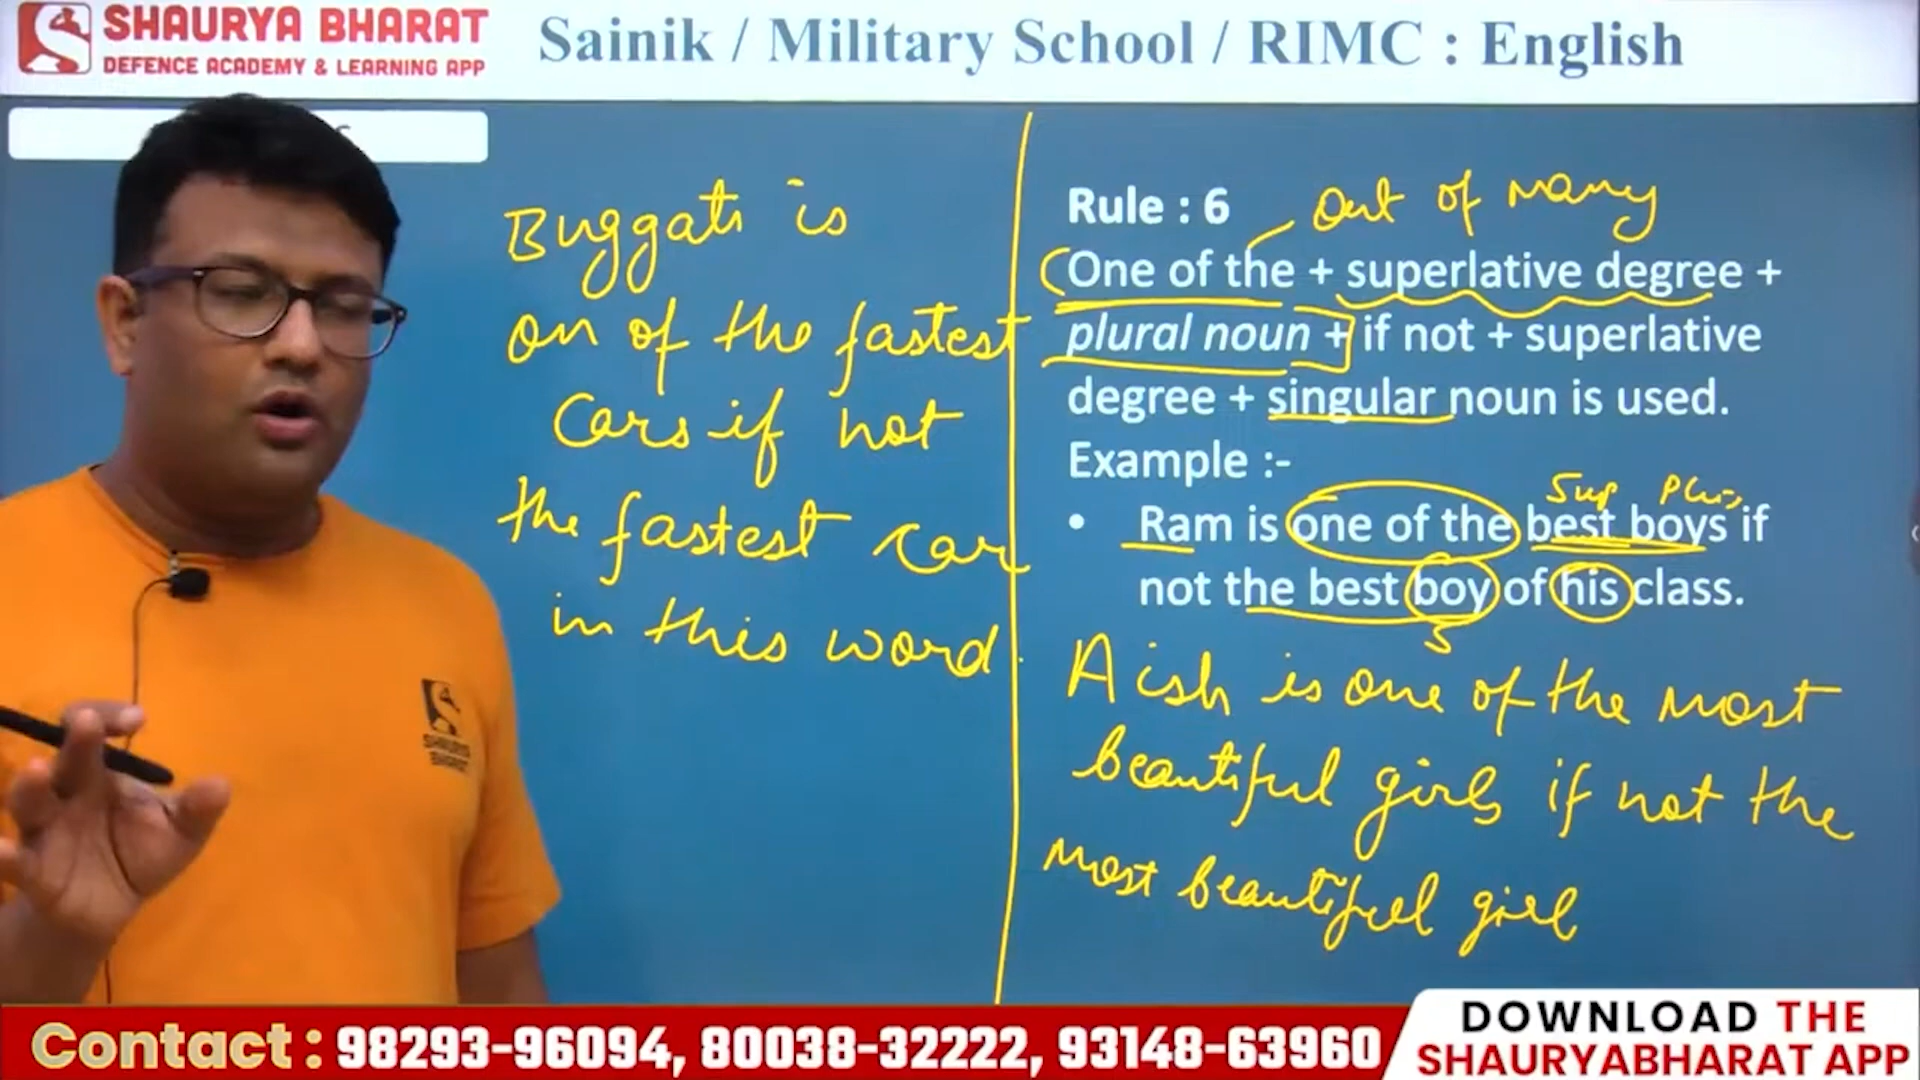 SHAURYA BHARAT
DEFENCE ACADEMY & LEARNING APP
Sainik / Military School / RIMC : English
Buggati is
on of the fastest
cars if not
the fastest car
in this word.
Rule : 6
out of many
One of the + superlative degree +
plural noun + if not + superlative
degree + singular noun is used.
Example :-
Sup
• Ram is one of the best boys if
not the best boy of his class.
S
Aish is one of the most
beautiful girls if not the
most beautiful girl
SHAURYA
BHARAT
Contact : 98293-96094, 80038-32222, 93148-63960
DOWNLOAD THE
SHAURYABHARAT APP